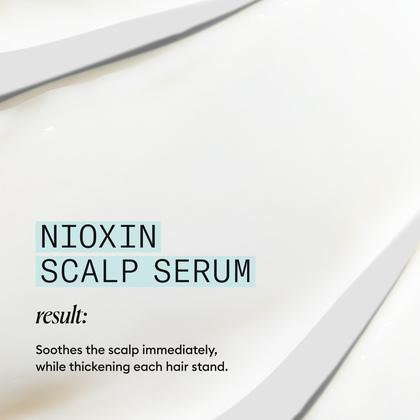 NIOXIN
SCALP SERUM
result:
Soothes the scalp immediately,
while thickening each hair stand.